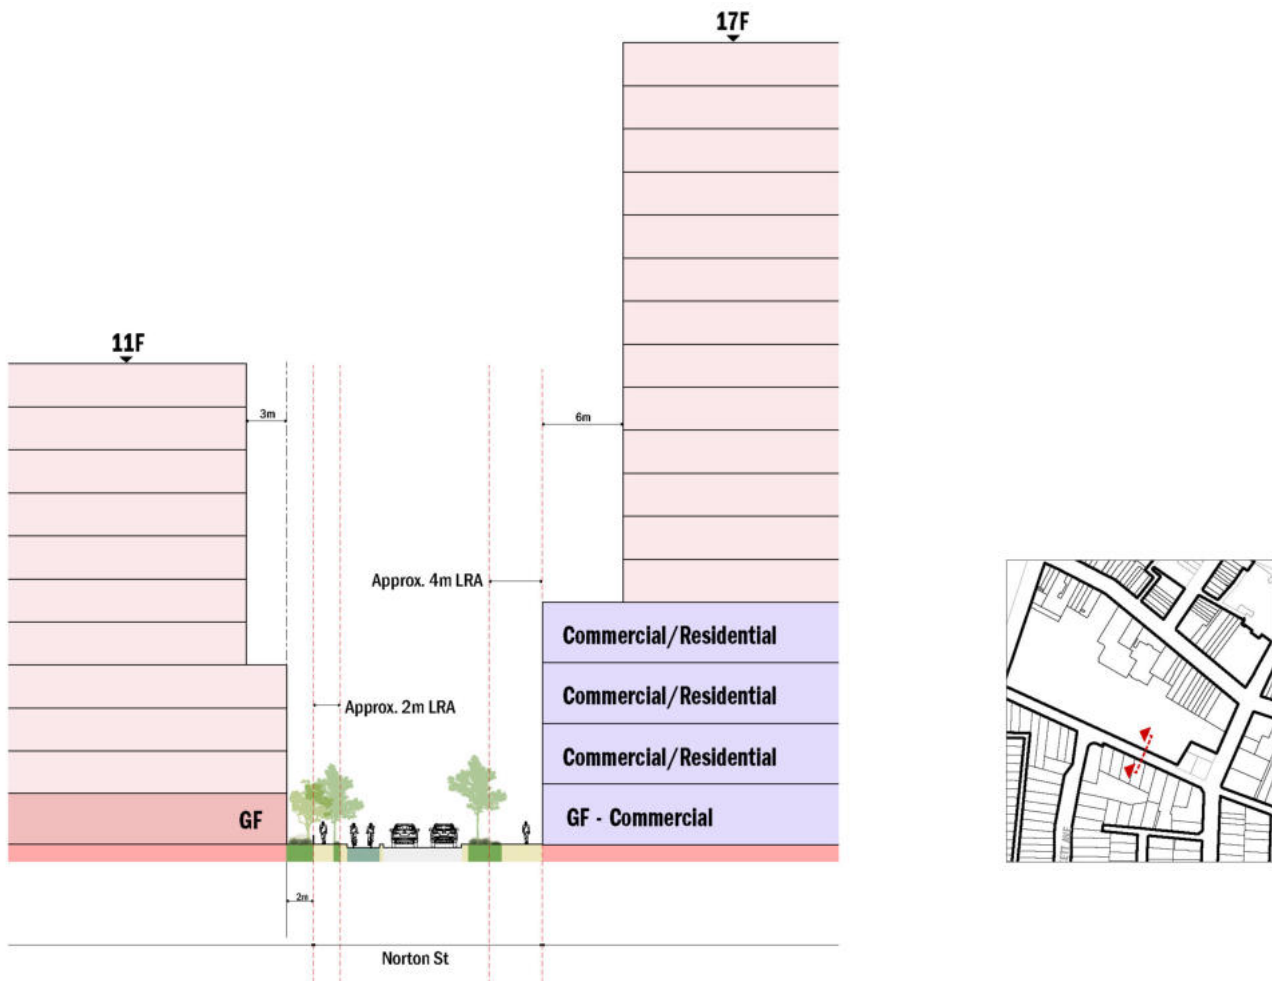 17F
11F
3m
6m
Approx. 4m LRA
Commercial/Residential
Approx. 2m LRA
Commercial/Residential
Commercial/Residential
GF
GF - Commercial
2m
Norton St